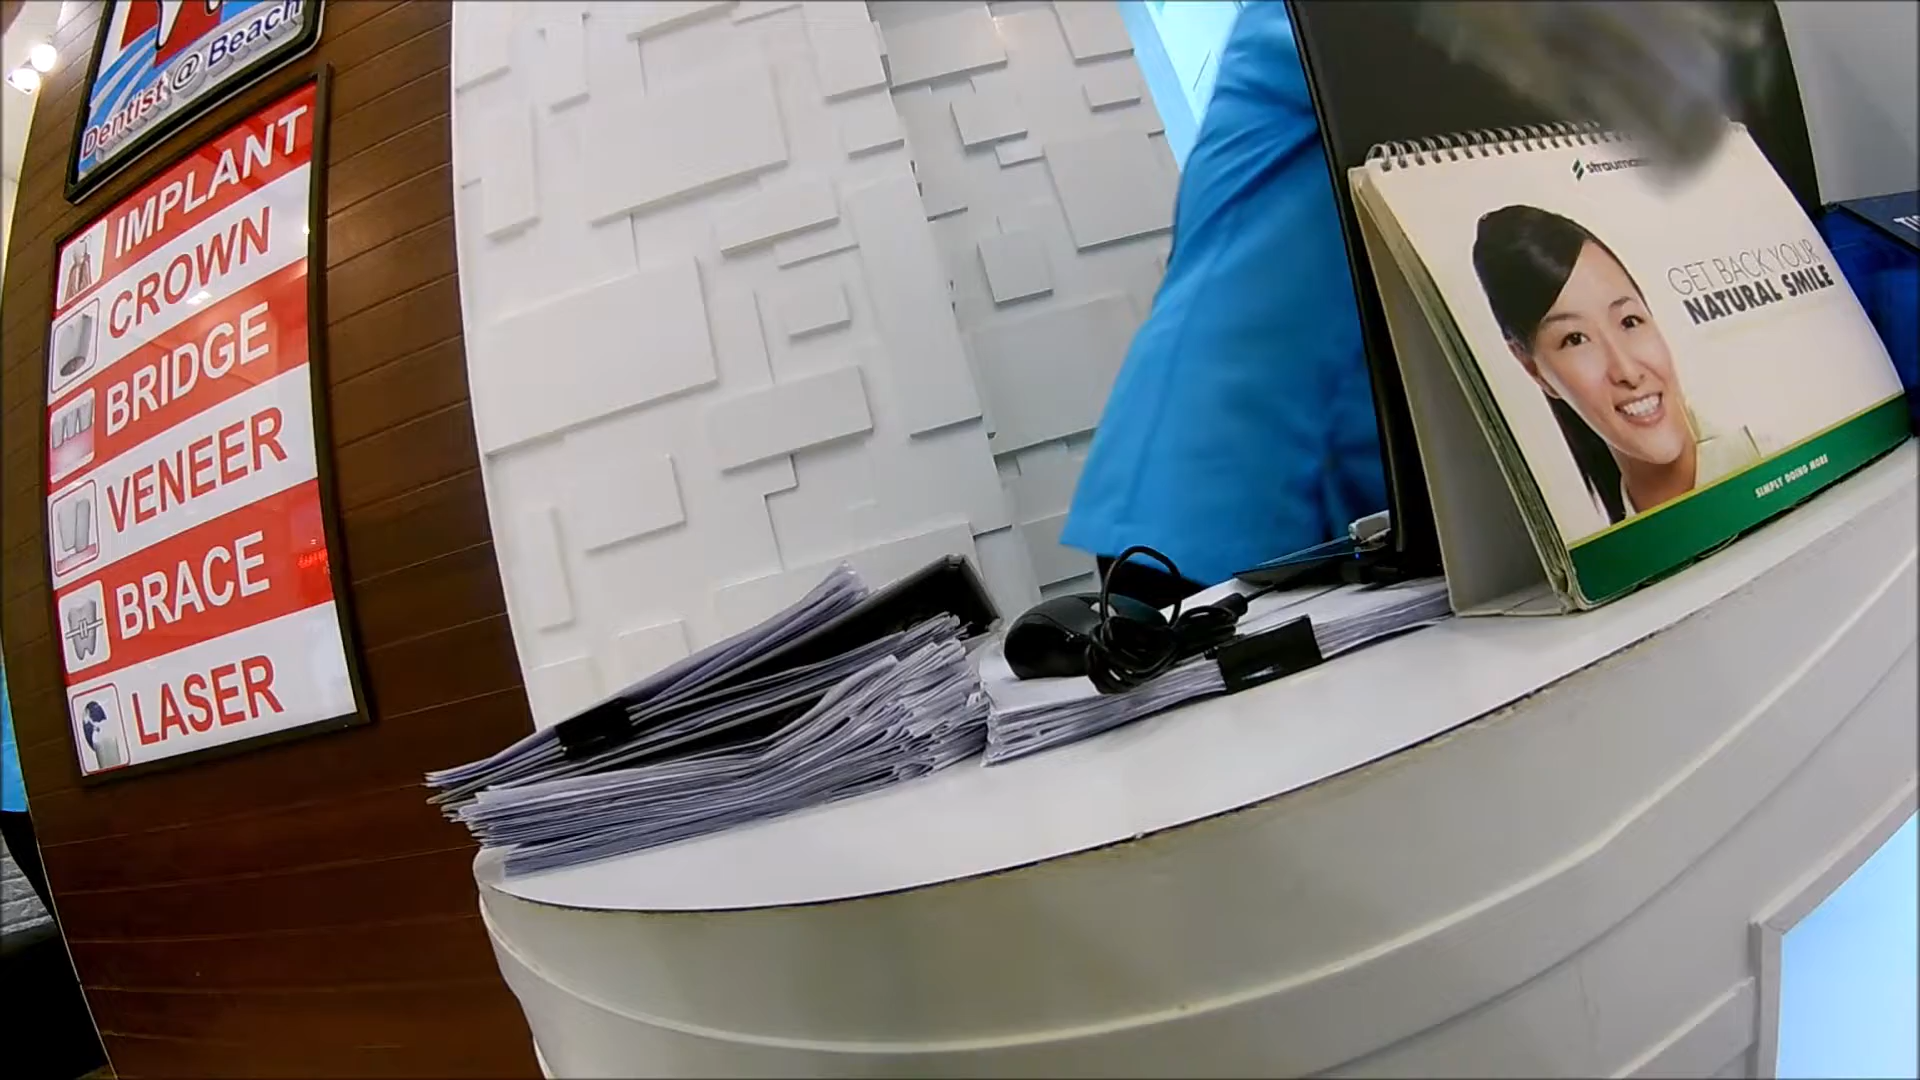 Dentist @ Beach
IMPLANT
CROWN
BRIDGE
VENEER
BRACE
LASER
GET BACK YOUR
NATURAL SMILE
SIMPLY DOING MORE